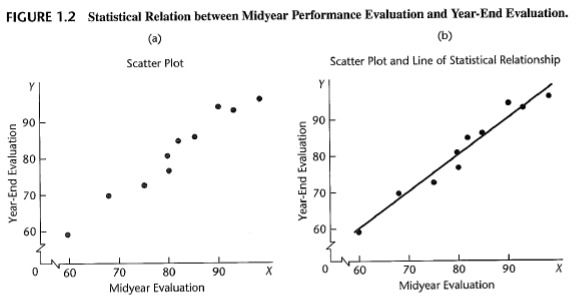 FIGURE 1.2 Statistical Relation between Midyear Performance Evaluation and Year-End Evaluation.
(a)
Scatter Plot
Y
90
80
70
60
Year-End Evaluation
0 60 70 80 90 X
Midyear Evaluation
(b)
Scatter Plot and Line of Statistical Relationship
Y
90
80
70
60
Year-End Evaluation
0 60 70 80 90 X
Midyear Evaluation